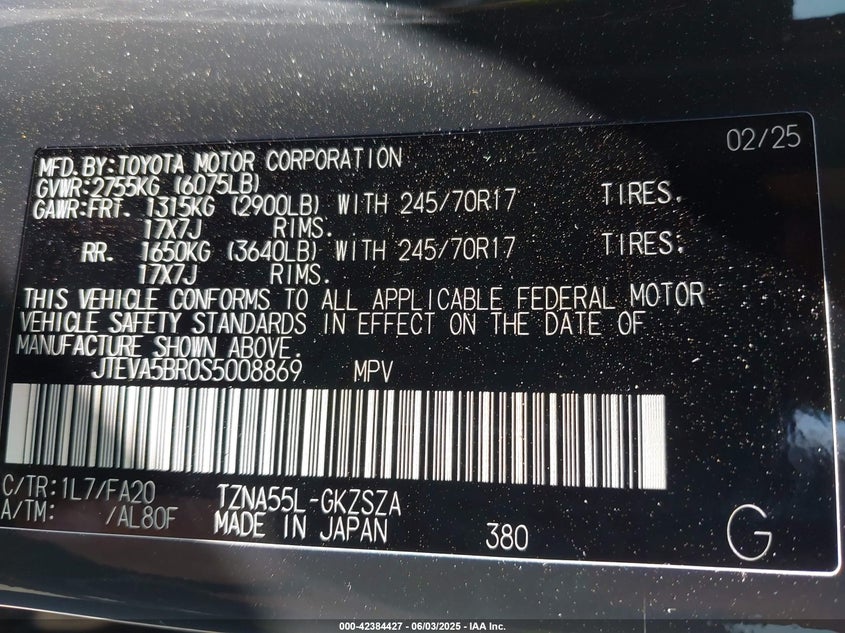 02/25
MFD.BY:TOYOTA MOTOR CORPORATION
GVWR:2755KG (6075LB)
GAWR:FRT. 1315KG (2900LB) WITH 245/70R17 TIRES.
17X7J RIMS.
RR. 1650KG (3640LB) WITH 245/70R17 TIRES:
17X7J RIMS.
THIS VEHICLE CONFORMS TO ALL APPLICABLE FEDERAL MOTOR
VEHICLE SAFETY STANDARDS IN EFFECT ON THE DATE OF
MANUFACTURE SHOWN ABOVE.
JTEVA5BR0S5008869 MPV
C/TR:1L7/FA20 TZNA55L-GKZSZA
A/TM: /AL80F MADE IN JAPAN 380 G
000-42384427 - 06/03/2025 - IAA Inc.